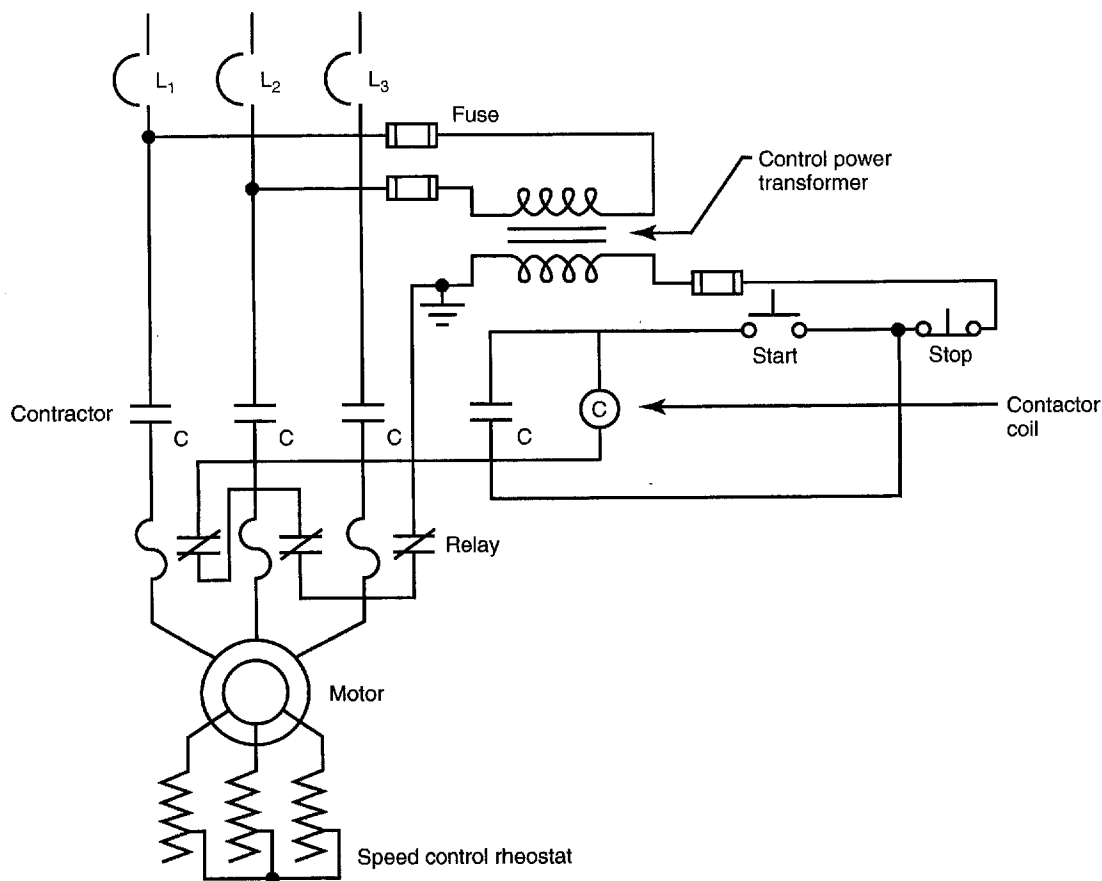 L1
L2
L3
Fuse
Control power
transformer
Start
Stop
Contractor
C
C
C
C
C
Contactor
coil
Relay
Motor
Speed control rheostat